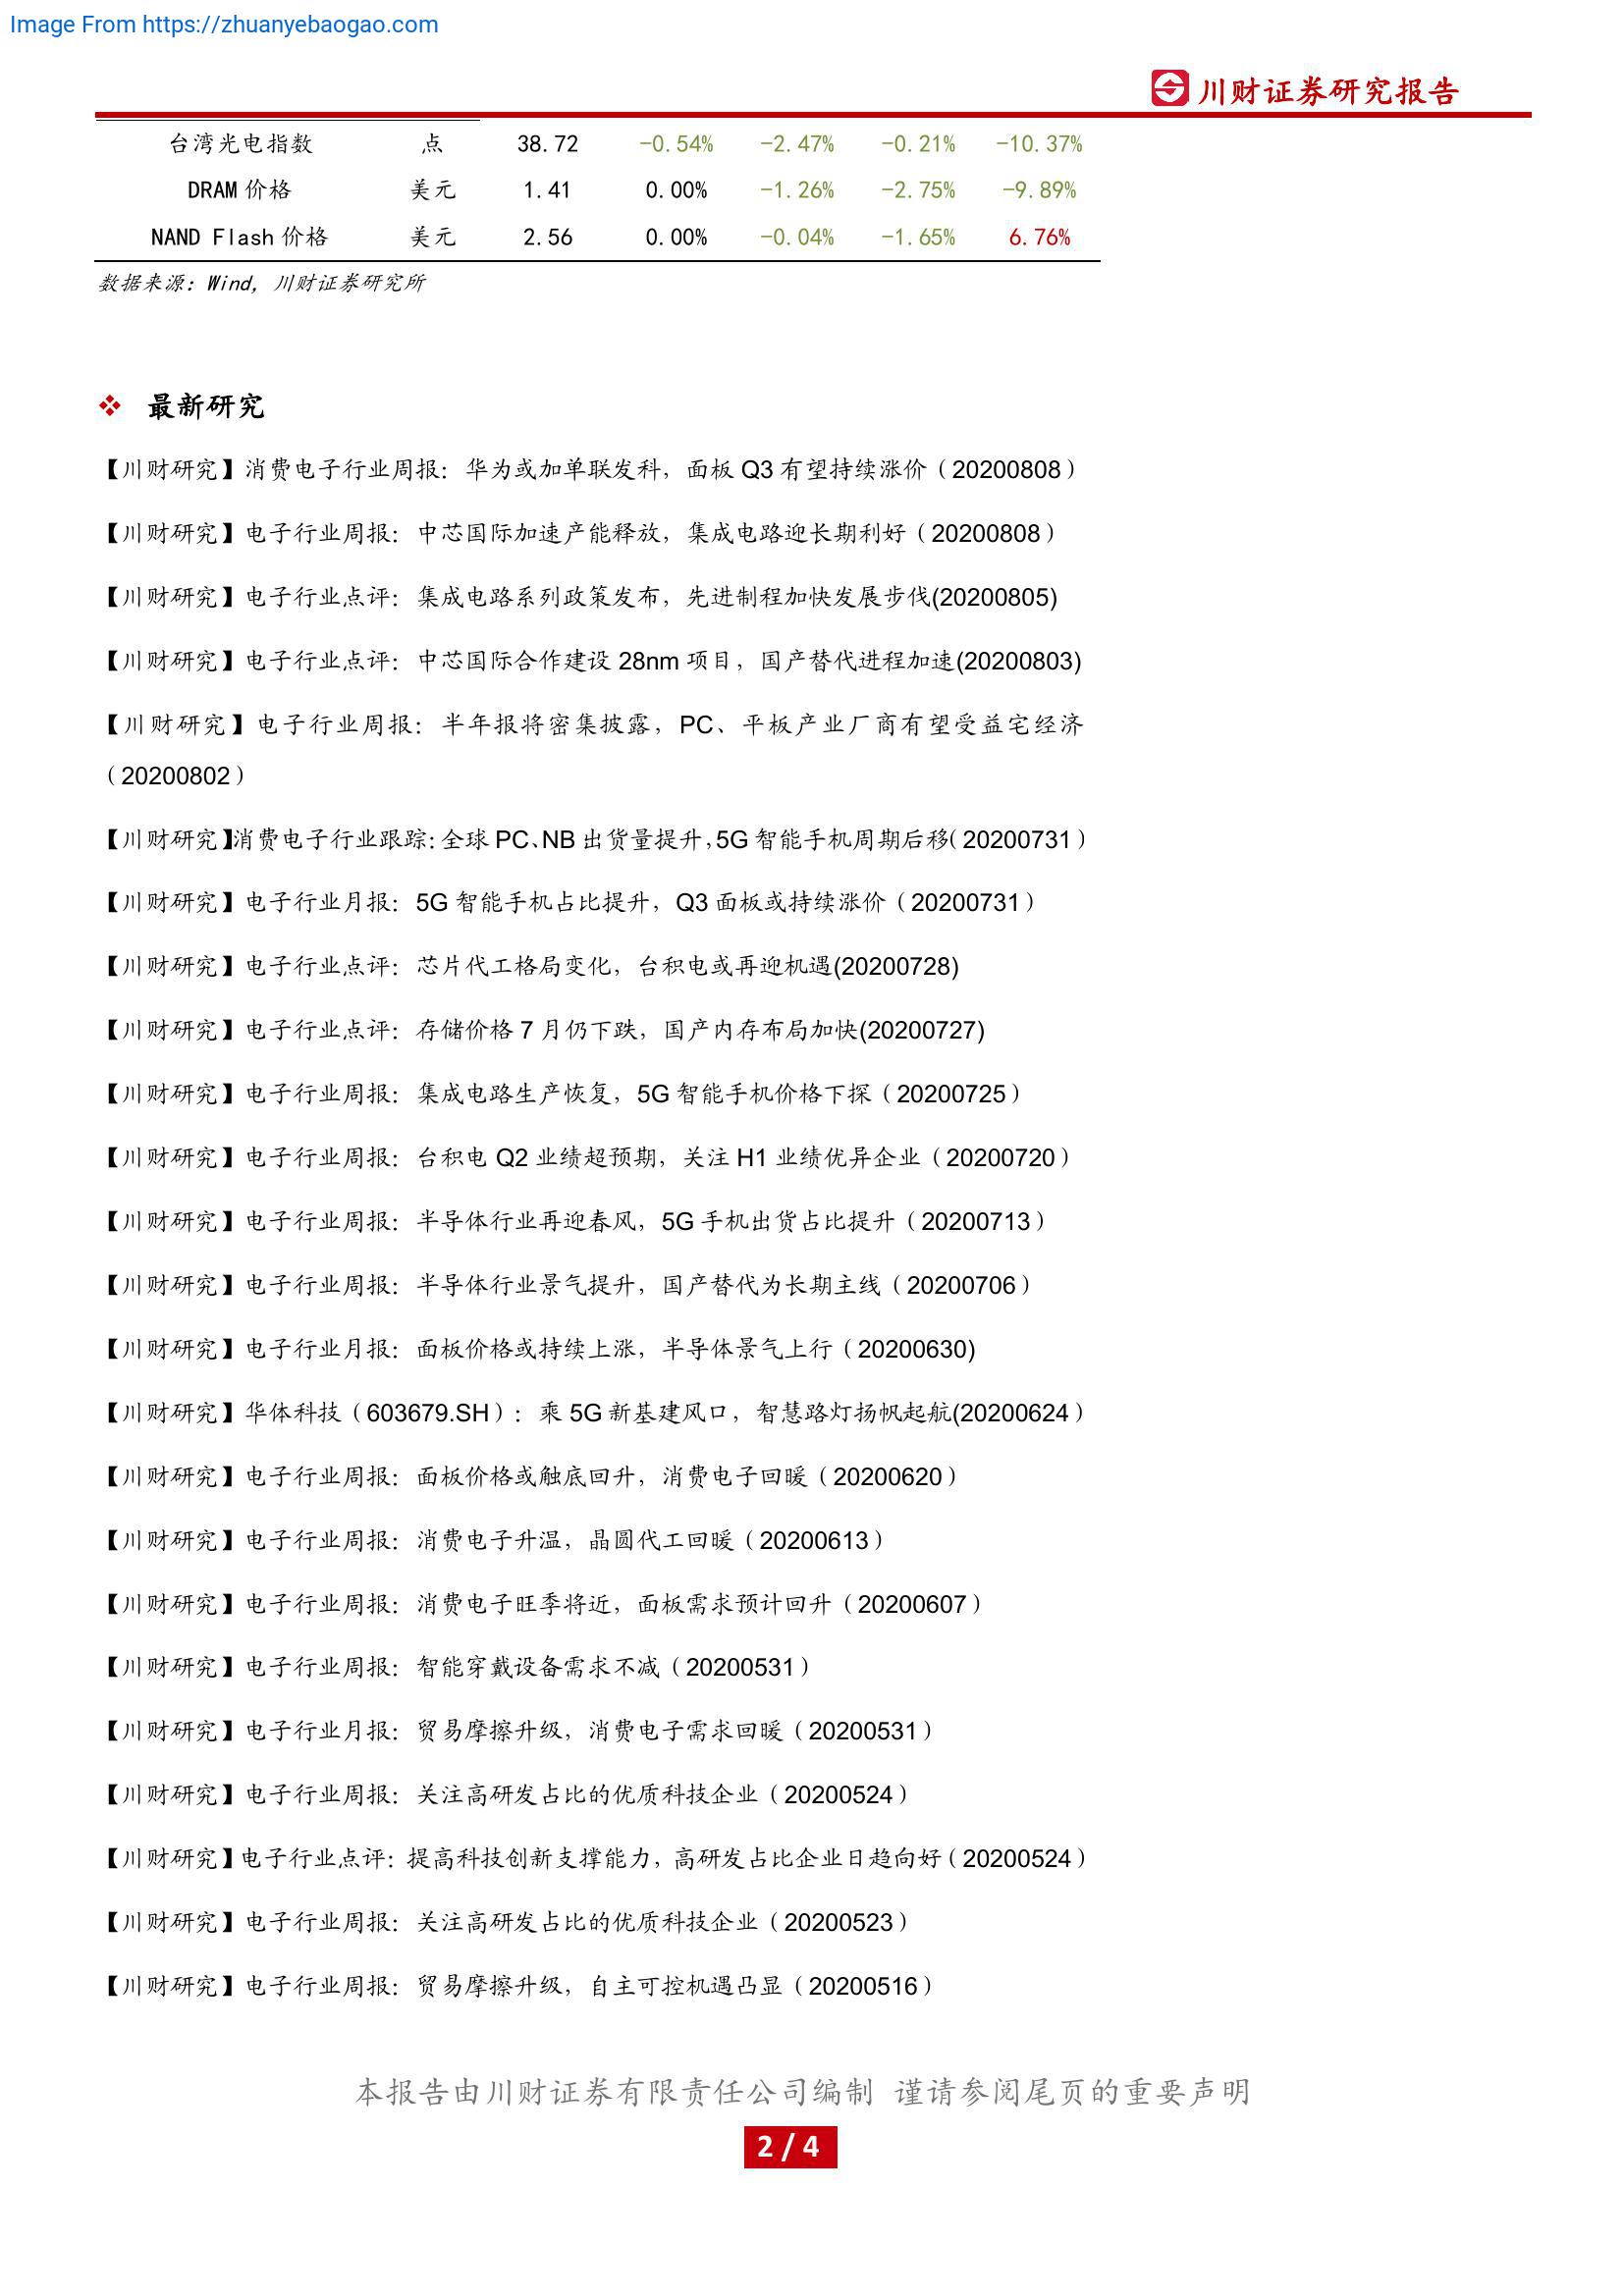 Image From https://zhuanyebaogao.com
川财证券研究报告
台湾光电指数 点 38.72 -0.54% -2.47% -0.21% -10.37%
DRAM 价格 美元 1.41 0.00% -1.26% -2.75% -9.89%
NAND Flash 价格 美元 2.56 0.00% -0.04% -1.65% 6.76%
数据来源：Wind，川财证券研究所
❖ 最新研究
【川财研究】消费电子行业周报：华为或加单联发科，面板 Q3 有望持续涨价（20200808）
【川财研究】电子行业周报：中芯国际加速产能释放，集成电路迎长期利好（20200808）
【川财研究】电子行业点评：集成电路系列政策发布，先进制程加快发展步伐(20200805)
【川财研究】电子行业点评：中芯国际合作建设 28nm 项目，国产替代进程加速(20200803)
【川财研究】电子行业周报：半年报将密集披露，PC、平板产业厂商有望受益宅经济
（20200802）
【川财研究】消费电子行业跟踪：全球 PC、NB 出货量提升，5G 智能手机周期后移（20200731）
【川财研究】电子行业月报：5G 智能手机占比提升，Q3 面板或持续涨价（20200731）
【川财研究】电子行业点评：芯片代工格局变化，台积电或再迎机遇(20200728)
【川财研究】电子行业点评：存储价格 7 月仍下跌，国产内存布局加快(20200727)
【川财研究】电子行业周报：集成电路生产恢复，5G 智能手机价格下探（20200725）
【川财研究】电子行业周报：台积电 Q2 业绩超预期，关注 H1 业绩优异企业（20200720）
【川财研究】电子行业周报：半导体行业再迎春风，5G 手机出货占比提升（20200713）
【川财研究】电子行业周报：半导体行业景气提升，国产替代为长期主线（20200706）
【川财研究】电子行业月报：面板价格或持续上涨，半导体景气上行（20200630)
【川财研究】华体科技（603679.SH）：乘 5G 新基建风口，智慧路灯扬帆起航(20200624）
【川财研究】电子行业周报：面板价格或触底回升，消费电子回暖（20200620）
【川财研究】电子行业周报：消费电子升温，晶圆代工回暖（20200613）
【川财研究】电子行业周报：消费电子旺季将近，面板需求预计回升（20200607）
【川财研究】电子行业周报：智能穿戴设备需求不减（20200531）
【川财研究】电子行业月报：贸易摩擦升级，消费电子需求回暖（20200531）
【川财研究】电子行业周报：关注高研发占比的优质科技企业（20200524）
【川财研究】电子行业点评：提高科技创新支撑能力，高研发占比企业日趋向好（20200524）
【川财研究】电子行业周报：关注高研发占比的优质科技企业（20200523）
【川财研究】电子行业周报：贸易摩擦升级，自主可控机遇凸显（20200516）
本报告由川财证券有限责任公司编制 谨请参阅尾页的重要声明
2 / 4